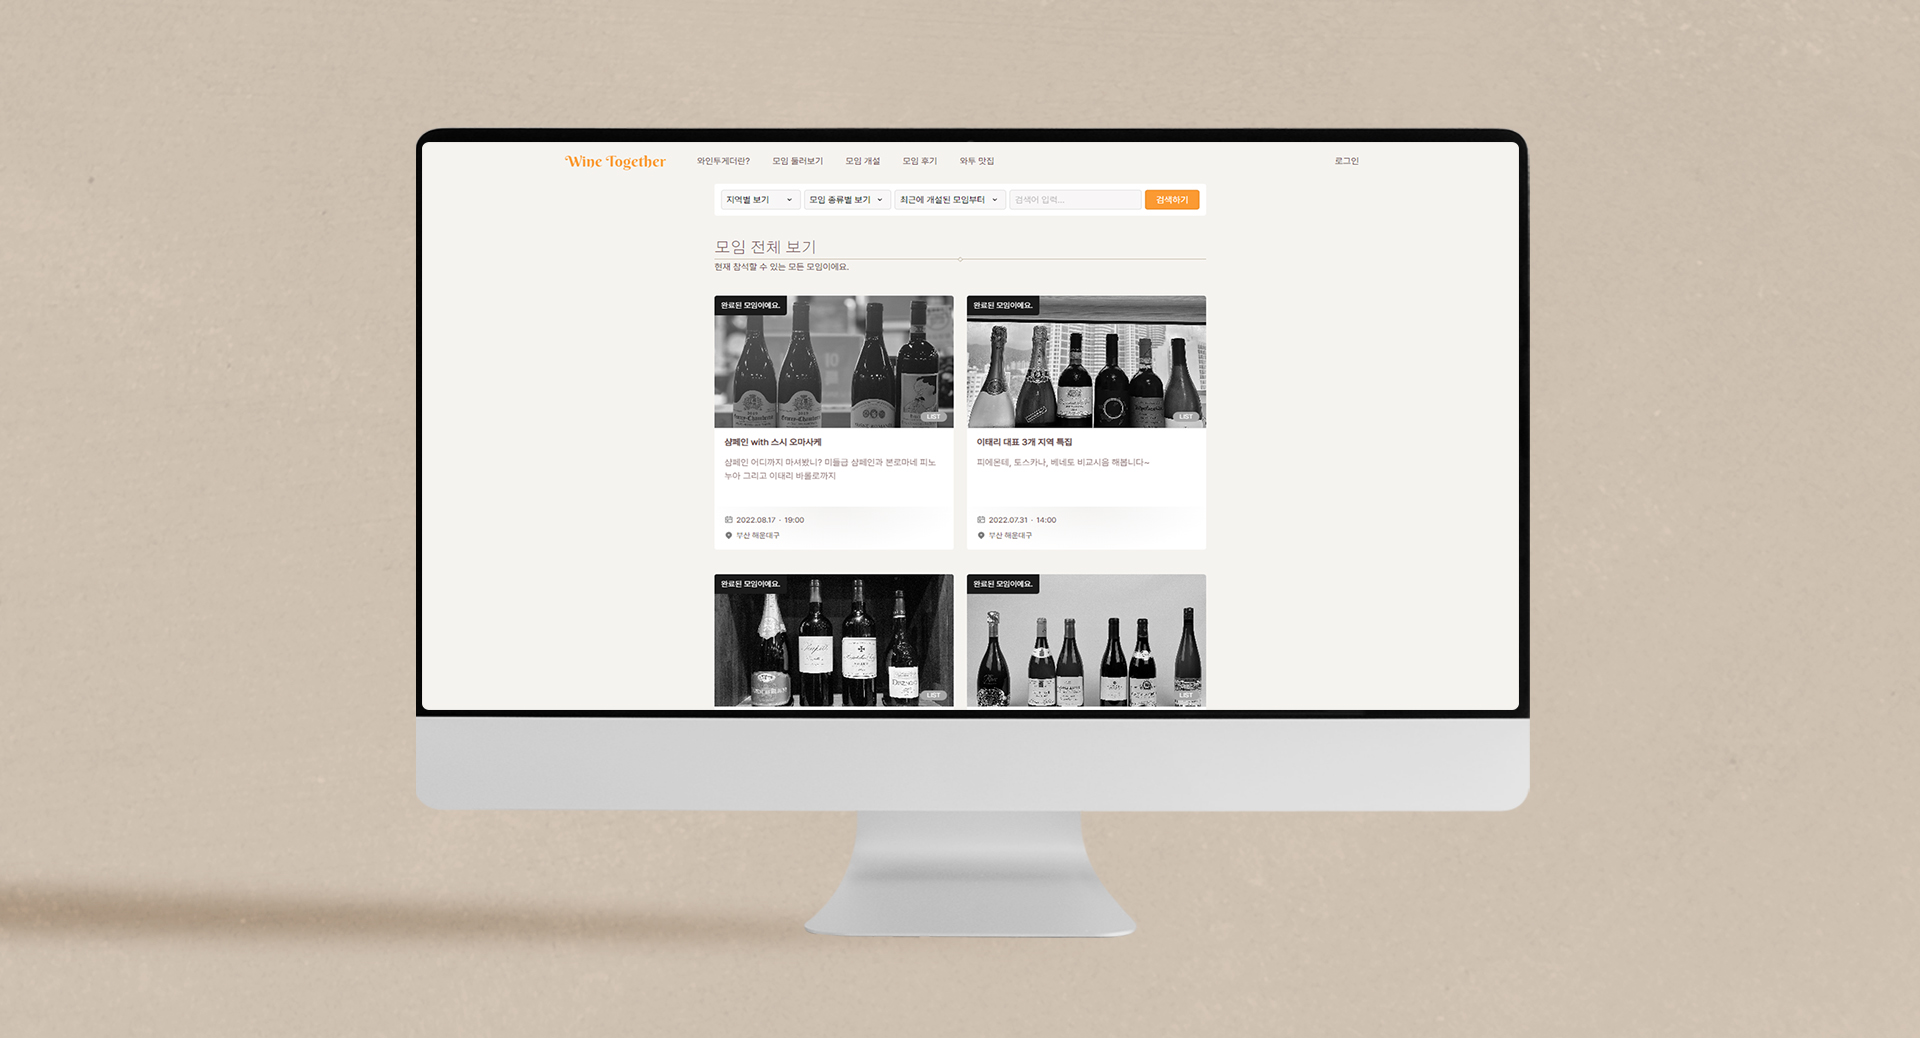 Wine Together
와인투게더란?
모임 둘러보기
모임 개설
모임 후기
와투 맛집
로그인
지역별 보기
모임 종류별 보기
최근에 개설된 모임부터
검색어 입력...
검색하기
모임 전체 보기
현재 참석할 수 있는 모든 모임이에요.
완료된 모임이에요.
LIST
샴페인 with 스시 오마사케
샴페인 어디까지 마셔봤니? 미들급 샴페인과 본로마네 피노
누아 그리고 이태리 바롤로까지
2022.08.17 · 19:00
부산 해운대구
완료된 모임이에요.
LIST
이태리 대표 3개 지역 특집
피에몬테, 토스카나, 베네토 비교시음 해봅니다~
2022.07.31 · 14:00
부산 해운대구
완료된 모임이에요.
LIST
완료된 모임이에요.
LIST